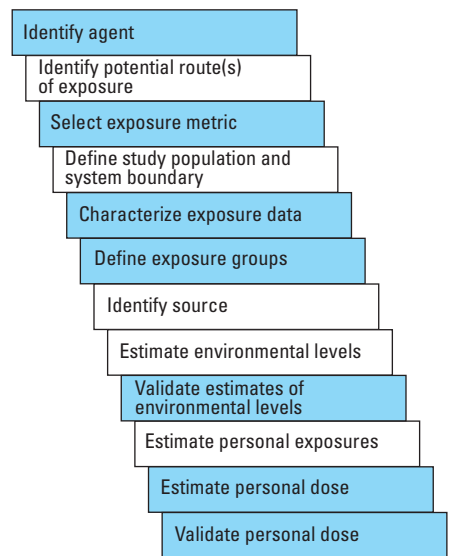 Identify agent
Identify potential route(s)
of exposure
Select exposure metric
Define study population and
system boundary
Characterize exposure data
Define exposure groups
Identify source
Estimate environmental levels
Validate estimates of
environmental levels
Estimate personal exposures
Estimate personal dose
Validate personal dose